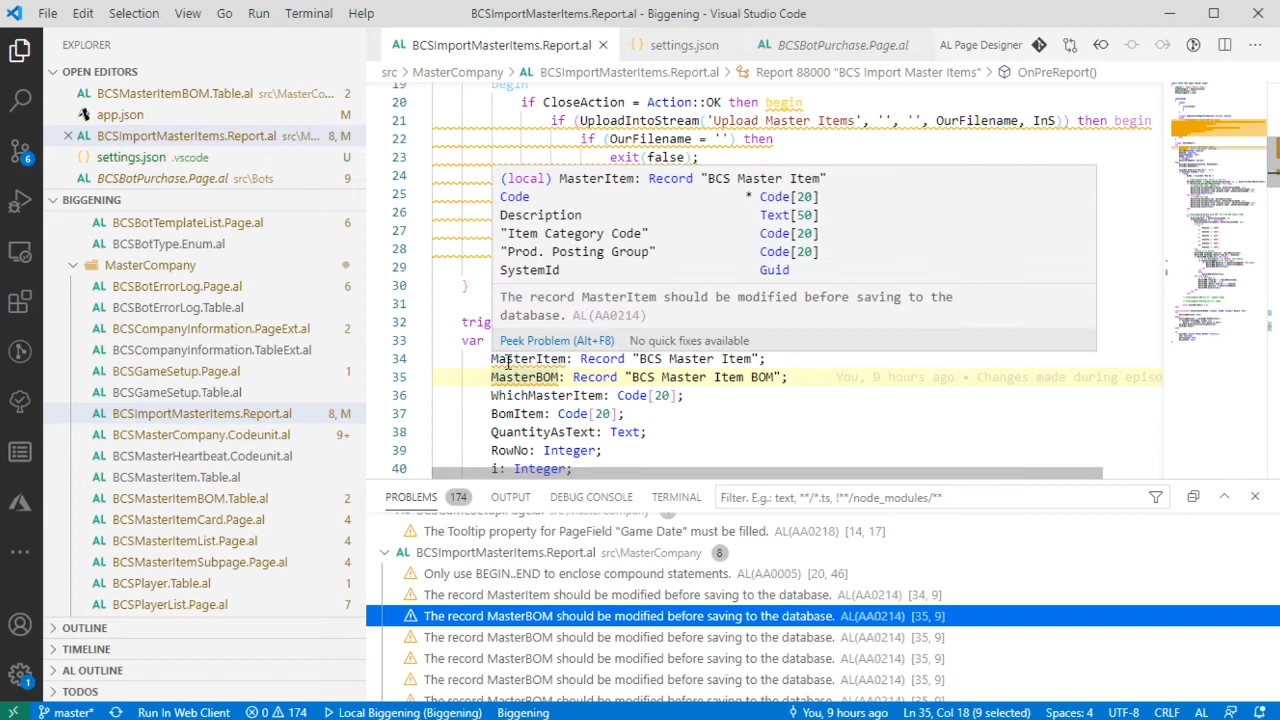 File Edit Selection View Go Run Terminal Help
BCSImportMasterItems.Report.al - Biggening - Visual Studio Code
EXPLORER
OPEN EDITORS
BCSMasterItemBOM.Table.al src\MasterCo... 2
app.json 8, M
BCSImportMasterItems.Report.al src\M... 8, M
settings.json .vscode U
BCSBotPurchase.Page.al src\Bots
BIGGENING
BCSBotTemplateList.Page.al
BCSBotType.Enum.al
MasterCompany
BCSBotErrorLog.Page.al
BCSBotErrorLog.Table.al
BCSCompanyInformation.PageExt.al 2
BCSCompanyInformation.TableExt.al
BCSGameSetup.Page.al 1
BCSGameSetup.Table.al
BCSImportMasterItems.Report.al 8, M
BCSMasterCompany.Codeunit.al 9+
BCSMasterHeartbeat.Codeunit.al
BCSMasterItem.Table.al
BCSMasterItemBOM.Table.al 2
BCSMasterItemCard.Page.al 4
BCSMasterItemList.Page.al 4
BCSMasterItemSubpage.Page.al 4
BCSPlayer.Table.al 1
BCSPlayerList.Page.al 7
OUTLINE
TIMELINE
AL OUTLINE
TODOS
BCSImportMasterItems.Report.al
settings.json
BCSBotPurchase.Page.al
AL Page Designer
src > MasterCompany > BCSImportMasterItems.Report.al > Report 88000 "BCS Import Master Items" > OnPreReport()
19 begin
20 if CloseAction = Action::OK then begin
21 if (UploadIntoStream('Upload Master Items', '', '', OurFilename, InS)) then begin
22 if (OurFilename = '') then
23 exit(false);
24
25
26
27
28
29
30 }
31
32 trig
33 var
(local) MasterItem: Record "BCS Master Item"
Code * Code[20]
Description Text[50]
"Item Category Code" Code[20]
"Prod. Posting Group" Code[20]
SystemId Guid
The record MasterItem should be modified before saving to the
database. AL(AA0214)
Peek Problem (Alt+F8) No quick fixes available
34 MasterItem: Record "BCS Master Item";
35 MasterBOM: Record "BCS Master Item BOM"; You, 9 hours ago • Changes made during episo
36 WhichMasterItem: Code[20];
37 BomItem: Code[20];
38 QuantityAsText: Text;
39 RowNo: Integer;
40 i: Integer;
PROBLEMS 174 OUTPUT DEBUG CONSOLE TERMINAL Filter. E.g.: text, **/*.ts, !**/node_modules/**
The Tooltip property for PageField "Game Date" must be filled. AL(AA0218) [14, 17]
BCSImportMasterItems.Report.al src\MasterCompany 8
Only use BEGIN..END to enclose compound statements. AL(AA0005) [20, 46]
The record MasterItem should be modified before saving to the database. AL(AA0214) [34, 9]
The record MasterBOM should be modified before saving to the database. AL(AA0214) [35, 9]
The record MasterBOM should be modified before saving to the database. AL(AA0214) [35, 9]
The record MasterBOM should be modified before saving to the database. AL(AA0214) [35, 9]
The record MasterBOM should be modified before saving to the database. AL(AA0214) [35, 9]
The record MasterBOM should be modified before saving to the database. AL(AA0214) [35, 9]
master* Run In Web Client 0 174 Local Biggening (Biggening) Biggening You, 9 hours ago Ln 35, Col 18 (9 selected) Spaces: 4 UTF-8 CRLF AL